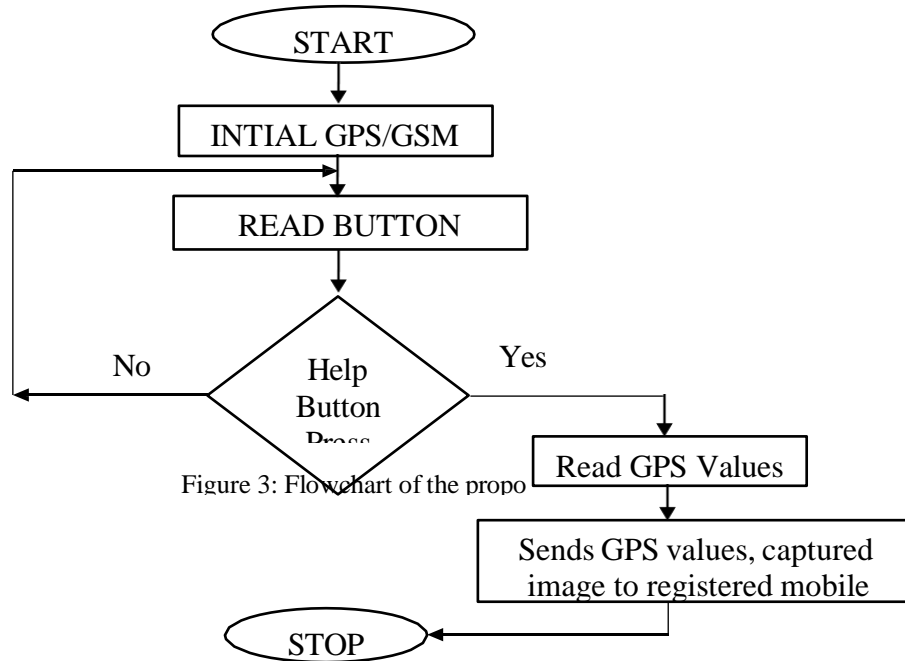 START
INTIAL GPS/GSM
READ BUTTON
No
Yes
Help
Button
Press
Read GPS Values
Figure 3: Flowchart of the propo
Sends GPS values, captured
image to registered mobile
STOP